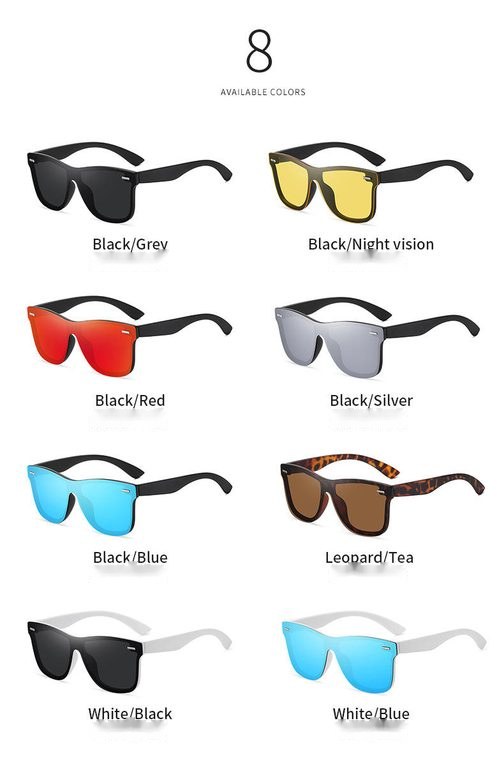 8
AVAILABLE COLORS
Black/Grey
Black/Night vision
Black/Red
Black/Silver
Black/Blue
Leopard/Tea
White/Black
White/Blue